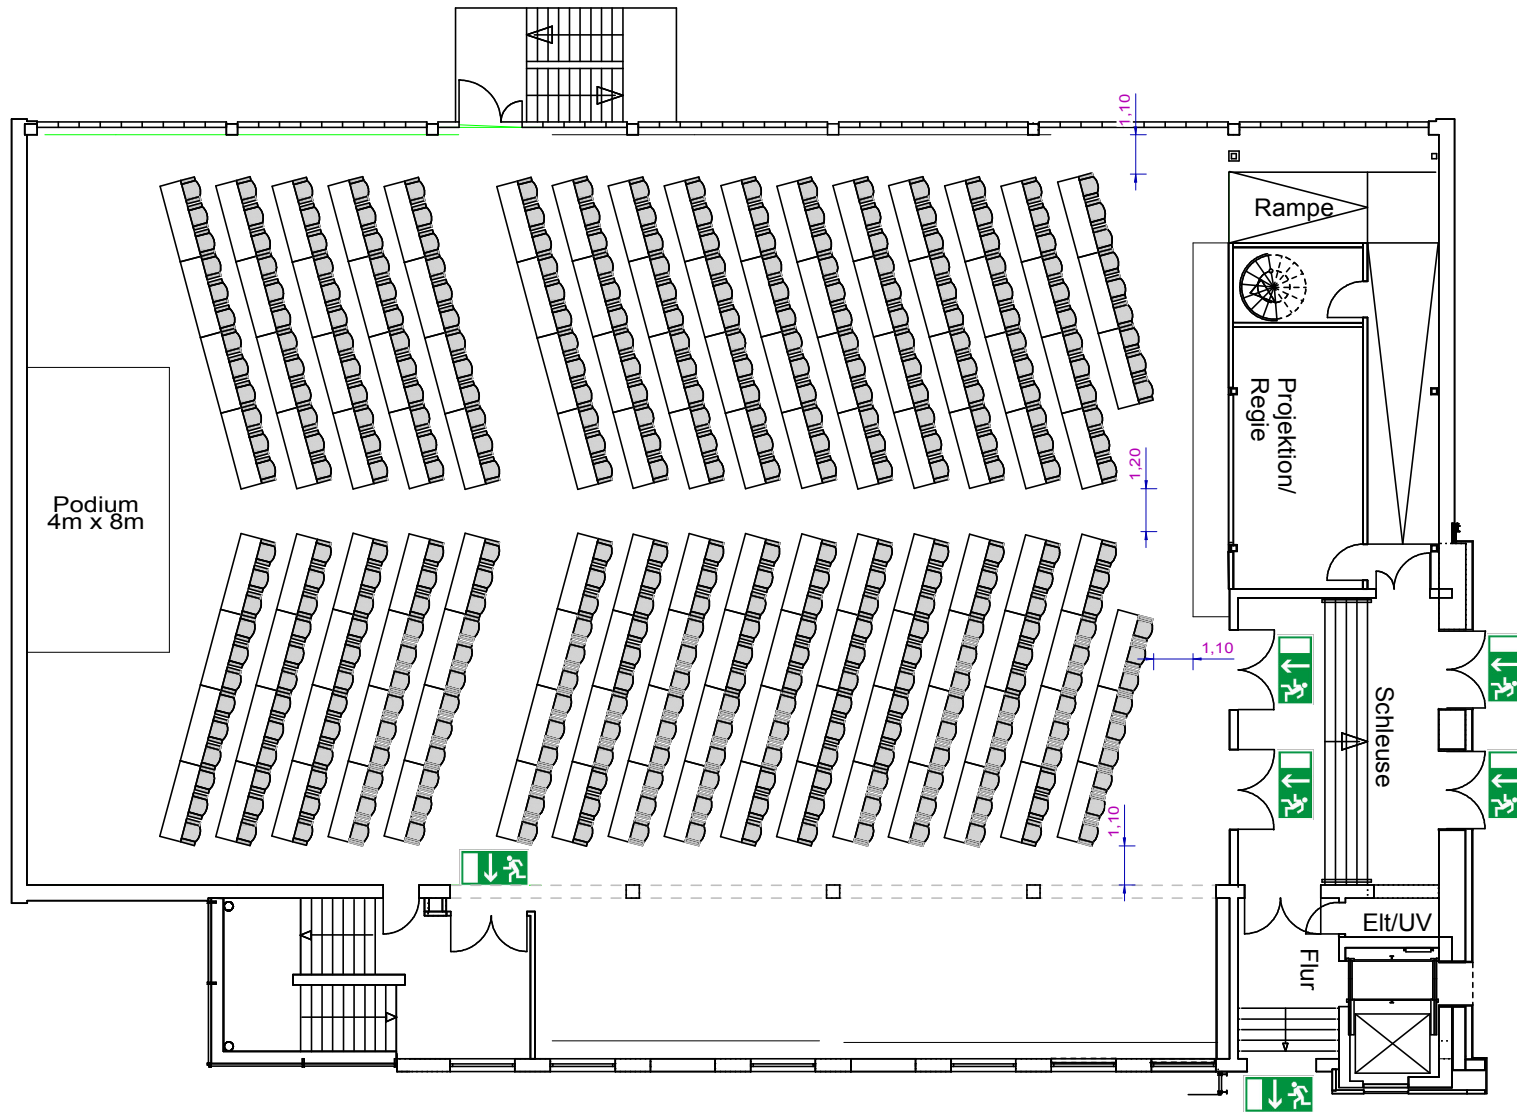 1,10
Rampe
Projektion/
Regie
1,20
Podium
4m x 8m
1,10
Schleuse
1,10
Elt/UV
Flur